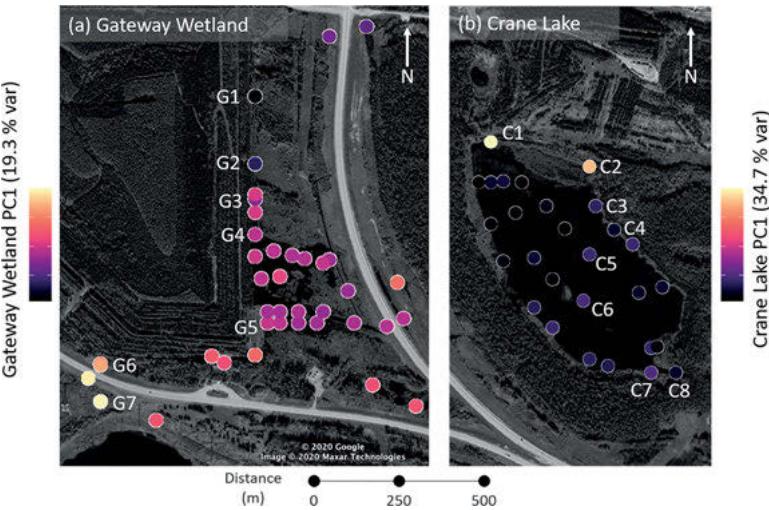 (a) Gateway Wetland
(b) Crane Lake
N
N
G1
G2
G3
G4
G5
G6
G7
C1
C2
C3
C4
C5
C6
C7 C8
Gateway Wetland PC1 (19.3 % var)
Crane Lake PC1 (34.7 % var)
© 2020 Google
Image © 2020 Maxar Technologies
Distance
(m)
0 250 500